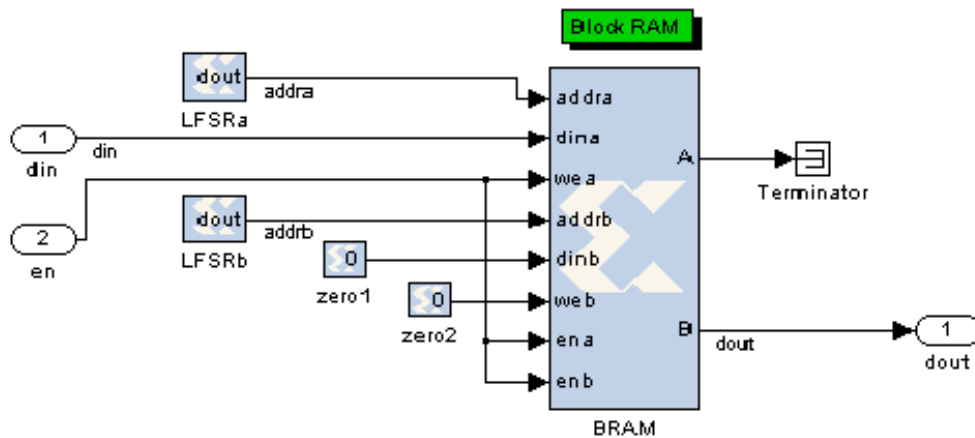 Block RAM
dout
addra
LFSRa
1
din
din
2
en
dout
addrb
LFSRb
0
zero1
0
zero2
addra
dina
wea
addrb
dinb
web
ena
enb
A
B
BRAM
Terminator
dout
1
dout